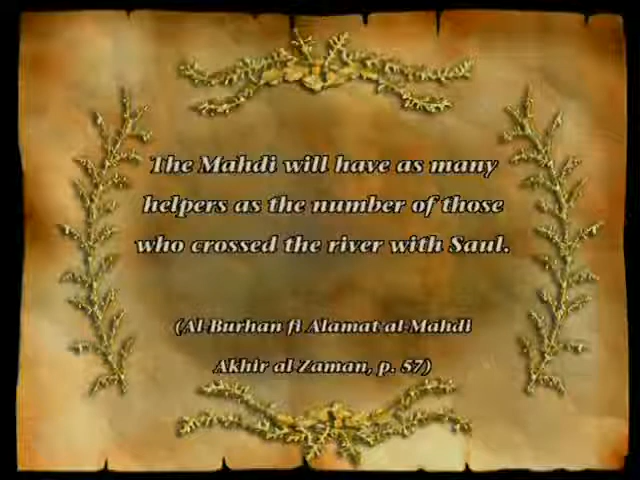 The Mahdi will have as many
helpers as the number of those
who crossed the river with Saul.
(Al-Burhan fi Alamat al-Mahdi
Akhir al Zaman, p. 57)